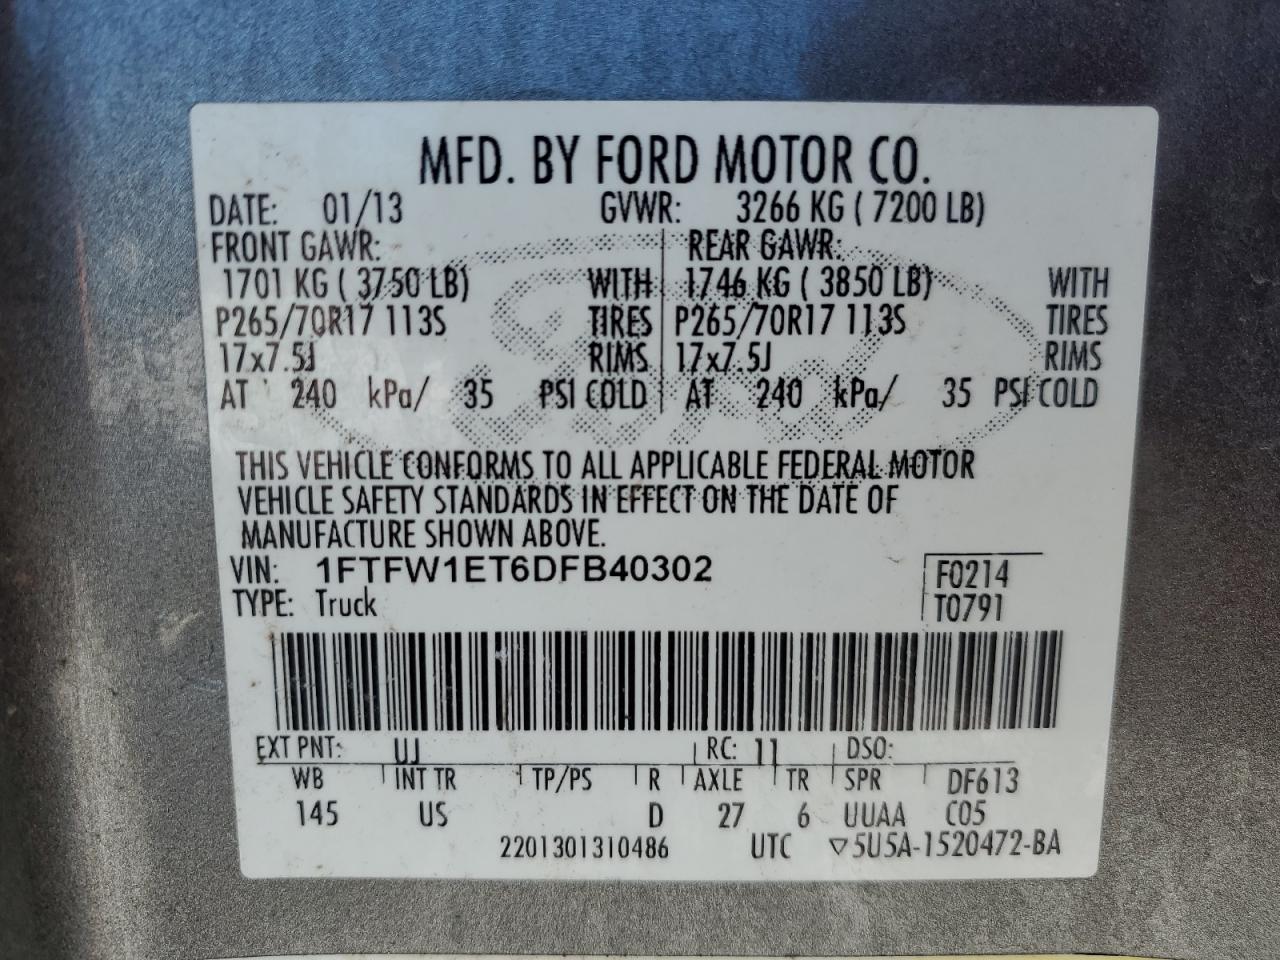 MFD. BY FORD MOTOR CO.
DATE: 01/13 GVWR: 3266 KG ( 7200 LB)
FRONT GAWR: REAR GAWR:
1701 KG ( 3750 LB) WITH 1746 KG ( 3850 LB) WITH
P265/70R17 113S TIRES P265/70R17 113S TIRES
17x7.5J RIMS 17x7.5J RIMS
AT 240 kPa/ 35 PSI COLD AT 240 kPa/ 35 PSI COLD
THIS VEHICLE CONFORMS TO ALL APPLICABLE FEDERAL MOTOR
VEHICLE SAFETY STANDARDS IN EFFECT ON THE DATE OF
MANUFACTURE SHOWN ABOVE.
VIN: 1FTFW1ET6DFB40302 F0214
TYPE: Truck T0791
EXT PNT: UJ RC: 11 DSO:
WB INT TR TP/PS R AXLE TR SPR DF613
145 US D 27 6 UUAA C05
2201301310486 UTC ▽5U5A-1520472-BA